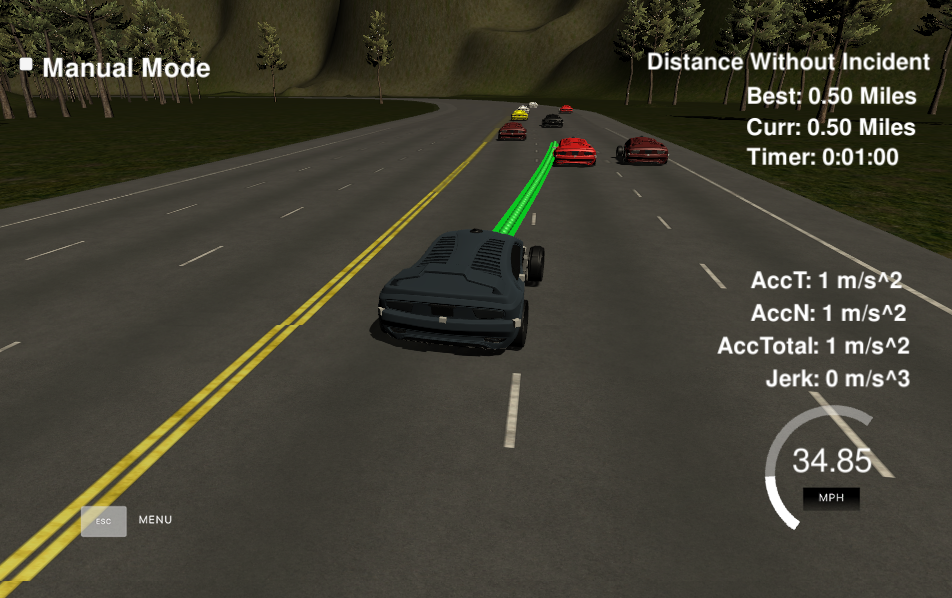 Manual Mode
Distance Without Incident
Best: 0.50 Miles
Curr: 0.50 Miles
Timer: 0:01:00
AccT: 1 m/s^2
AccN: 1 m/s^2
AccTotal: 1 m/s^2
Jerk: 0 m/s^3
34.85
MPH
ESC MENU